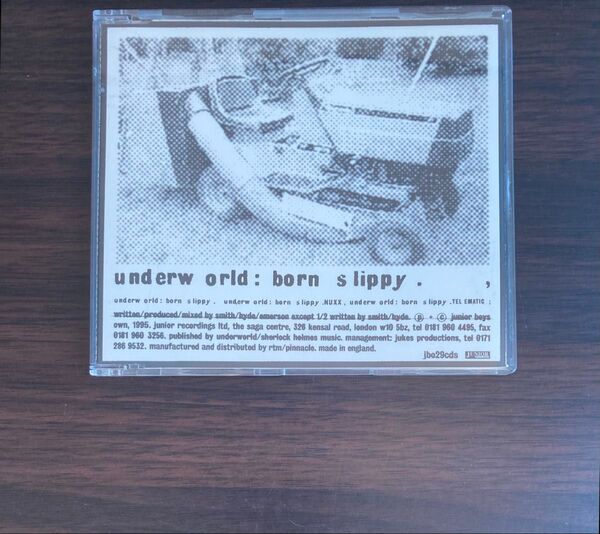 underw orld: born slippy. ,
underw orld: born slippy. underw orld: born slippy.NUXX, underw orld: born slippy.TEL EMATIC ;
written/produced/mixed by smith/hyde/emerson except 1/2 written by smith/hyde. Ⓟ + © junior boys
own, 1995. junior recordings ltd, the saga centre, 326 kensal road, london w10 5bz, tel 0181 960 4495, fax
0181 960 3256. published by underworld/sherlock holmes music. management: jukes productions, tel 0171
286 9532. manufactured and distributed by rtm/pinnacle. made in england.
jbo29cds